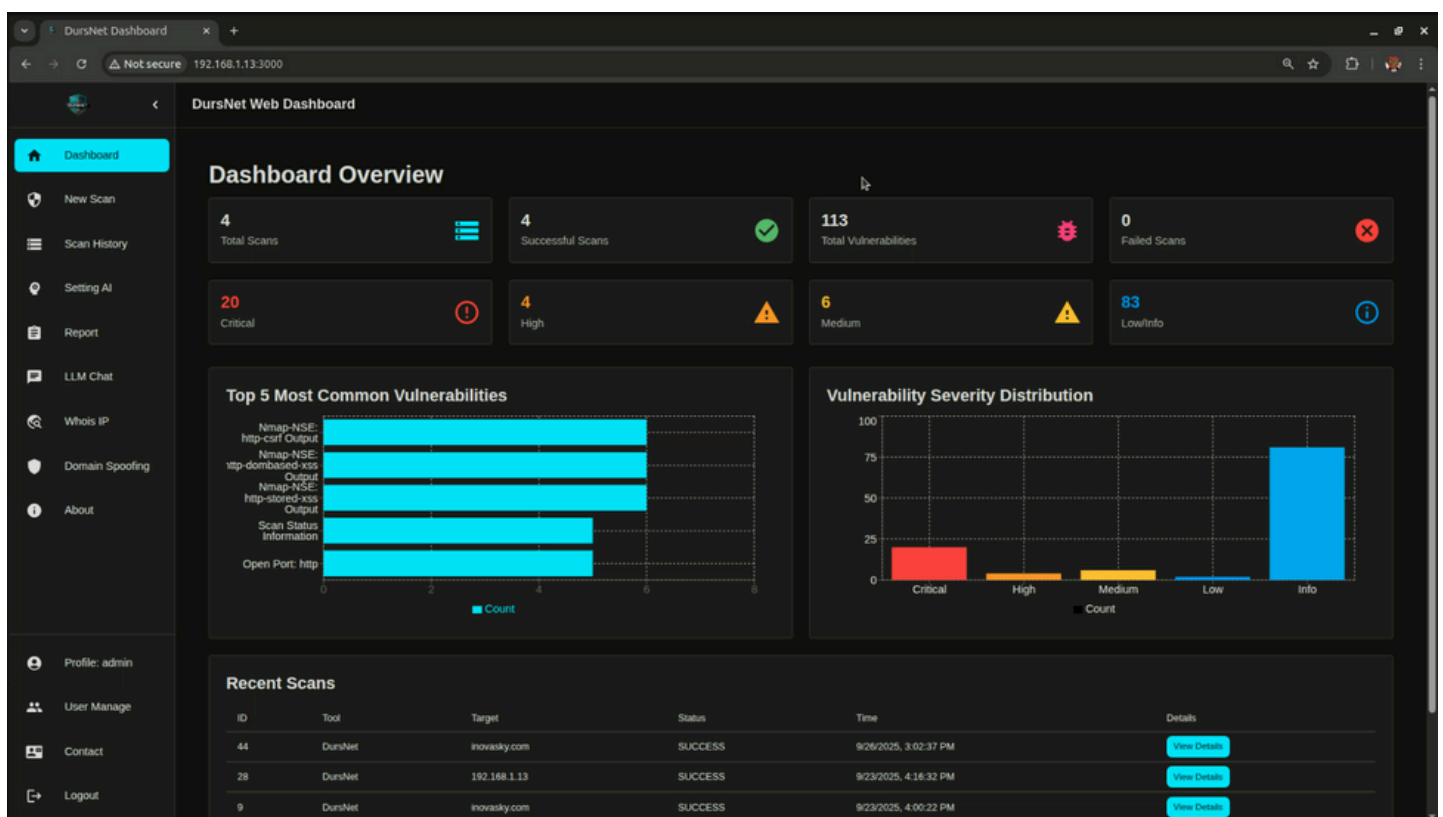 DursNet Dashboard
Not secure 192.168.1.13:3000
DursNet Web Dashboard
Dashboard
New Scan
Scan History
Setting AI
Report
LLM Chat
Whois IP
Domain Spoofing
About
Profile: admin
User Manage
Contact
Logout
Dashboard Overview
4
Total Scans
4
Successful Scans
113
Total Vulnerabilities
0
Failed Scans
20
Critical
4
High
6
Medium
83
Low/Info
Top 5 Most Common Vulnerabilities
Nmap-NSE:
http-csrf Output
Nmap-NSE:
http-dombased-xss
Output
Nmap-NSE:
http-stored-xss
Output
Scan Status
Information
Open Port: http
0 2 4 6 8
Count
Vulnerability Severity Distribution
100
75
50
25
0
Critical High Medium Low Info
Count
Recent Scans
ID Tool Target Status Time Details
44 DursNet inovasky.com SUCCESS 9/26/2025, 3:02:37 PM View Details
28 DursNet 192.168.1.13 SUCCESS 9/23/2025, 4:16:32 PM View Details
9 DursNet inovasky.com SUCCESS 9/23/2025, 4:00:22 PM View Details